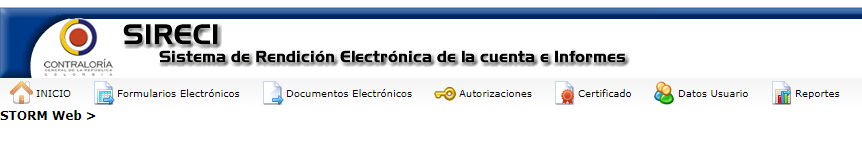 SIRECI
Sistema de Rendición Electrónica de la cuenta e Informes
CONTRALORÍA
GENERAL DE LA REPÚBLICA
COLOMBIA
INICIO Formularios Electrónicos Documentos Electrónicos Autorizaciones Certificado Datos Usuario Reportes
STORM Web >